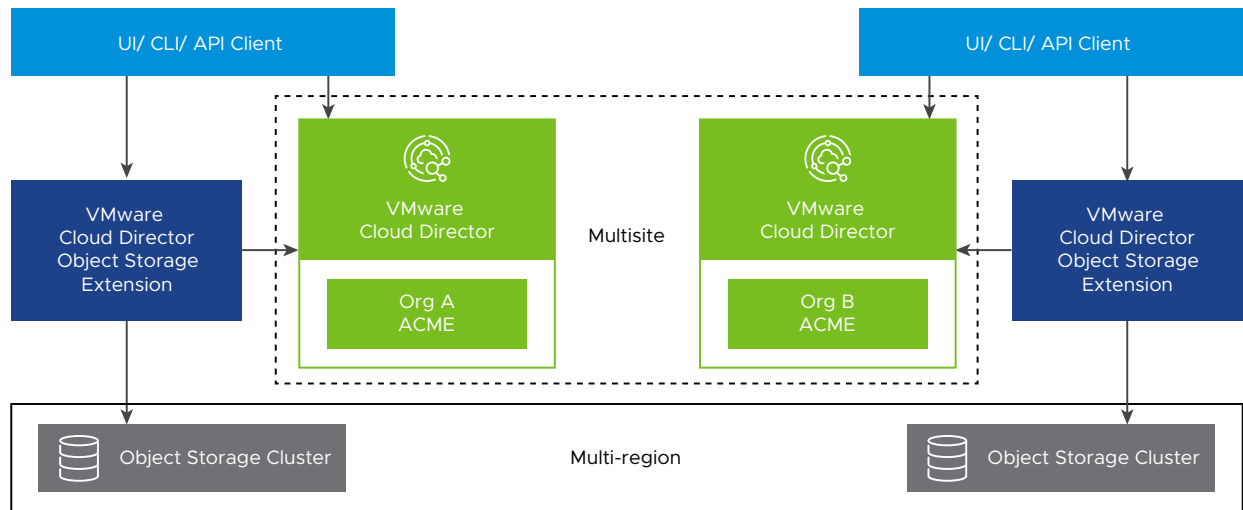 UI/ CLI/ API Client
UI/ CLI/ API Client
VMware
Cloud Director
Object Storage
Extension
VMware
Cloud Director
Org A
ACME
Multisite
VMware
Cloud Director
Org B
ACME
VMware
Cloud Director
Object Storage
Extension
Object Storage Cluster
Multi-region
Object Storage Cluster